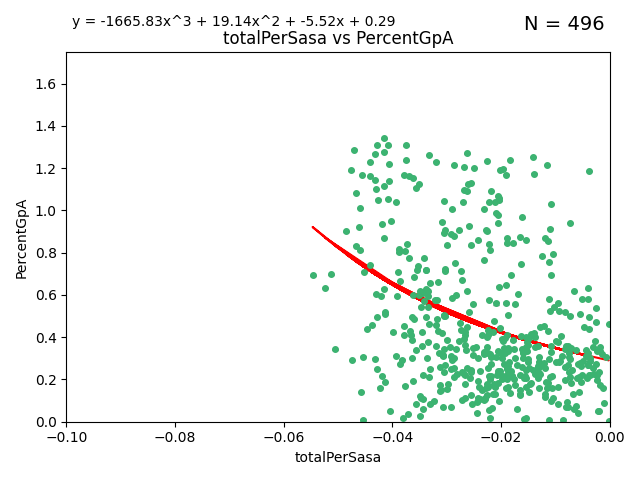 y = -1665.83x^3 + 19.14x^2 + -5.52x + 0.29
N = 496
totalPerSasa vs PercentGpA
PercentGpA
1.6
1.4
1.2
1.0
0.8
0.6
0.4
0.2
0.0
−0.10 −0.08 −0.06 −0.04 −0.02 0.00
totalPerSasa